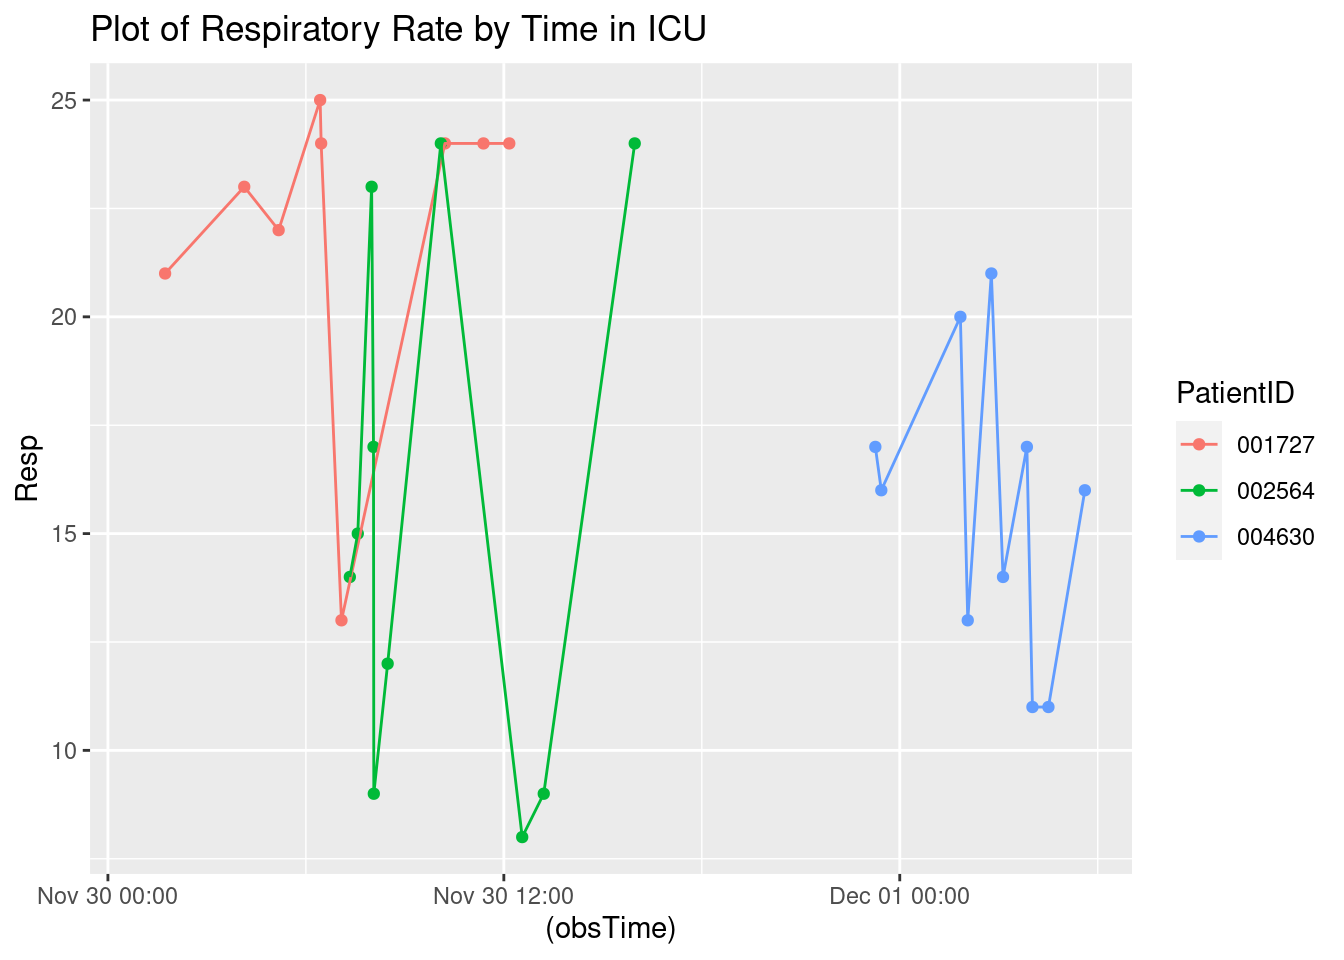 Plot of Respiratory Rate by Time in ICU
25
20
15
10
Resp
Nov 30 00:00
Nov 30 12:00
Dec 01 00:00
(obsTime)
PatientID
001727
002564
004630